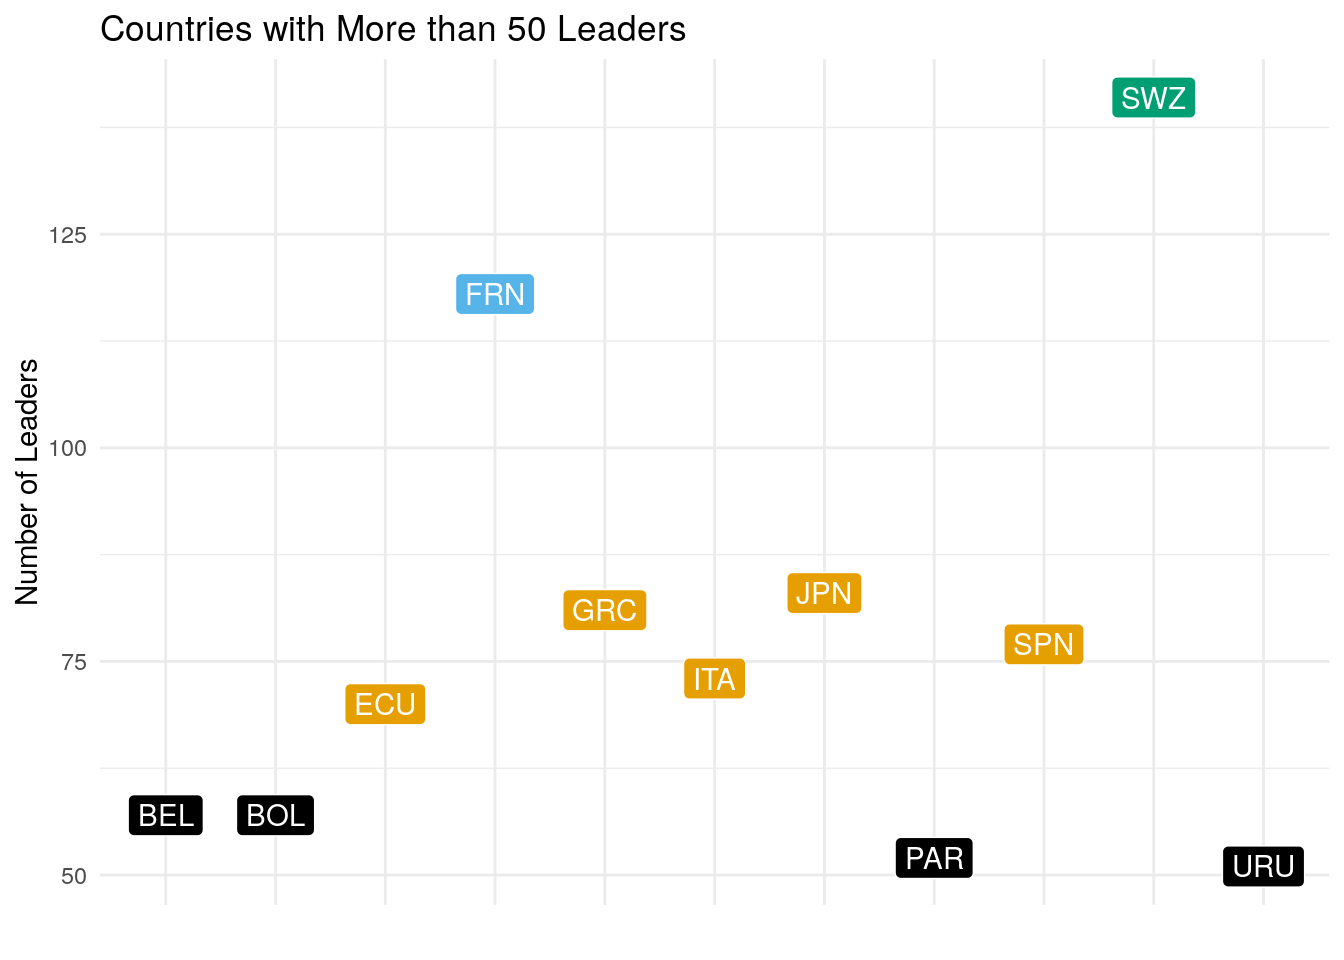 Countries with More than 50 Leaders
SWZ
125
FRN
Number of Leaders
100
JPN
GRC
SPN
75
ITA
ECU
BEL
BOL
PAR
50
URU